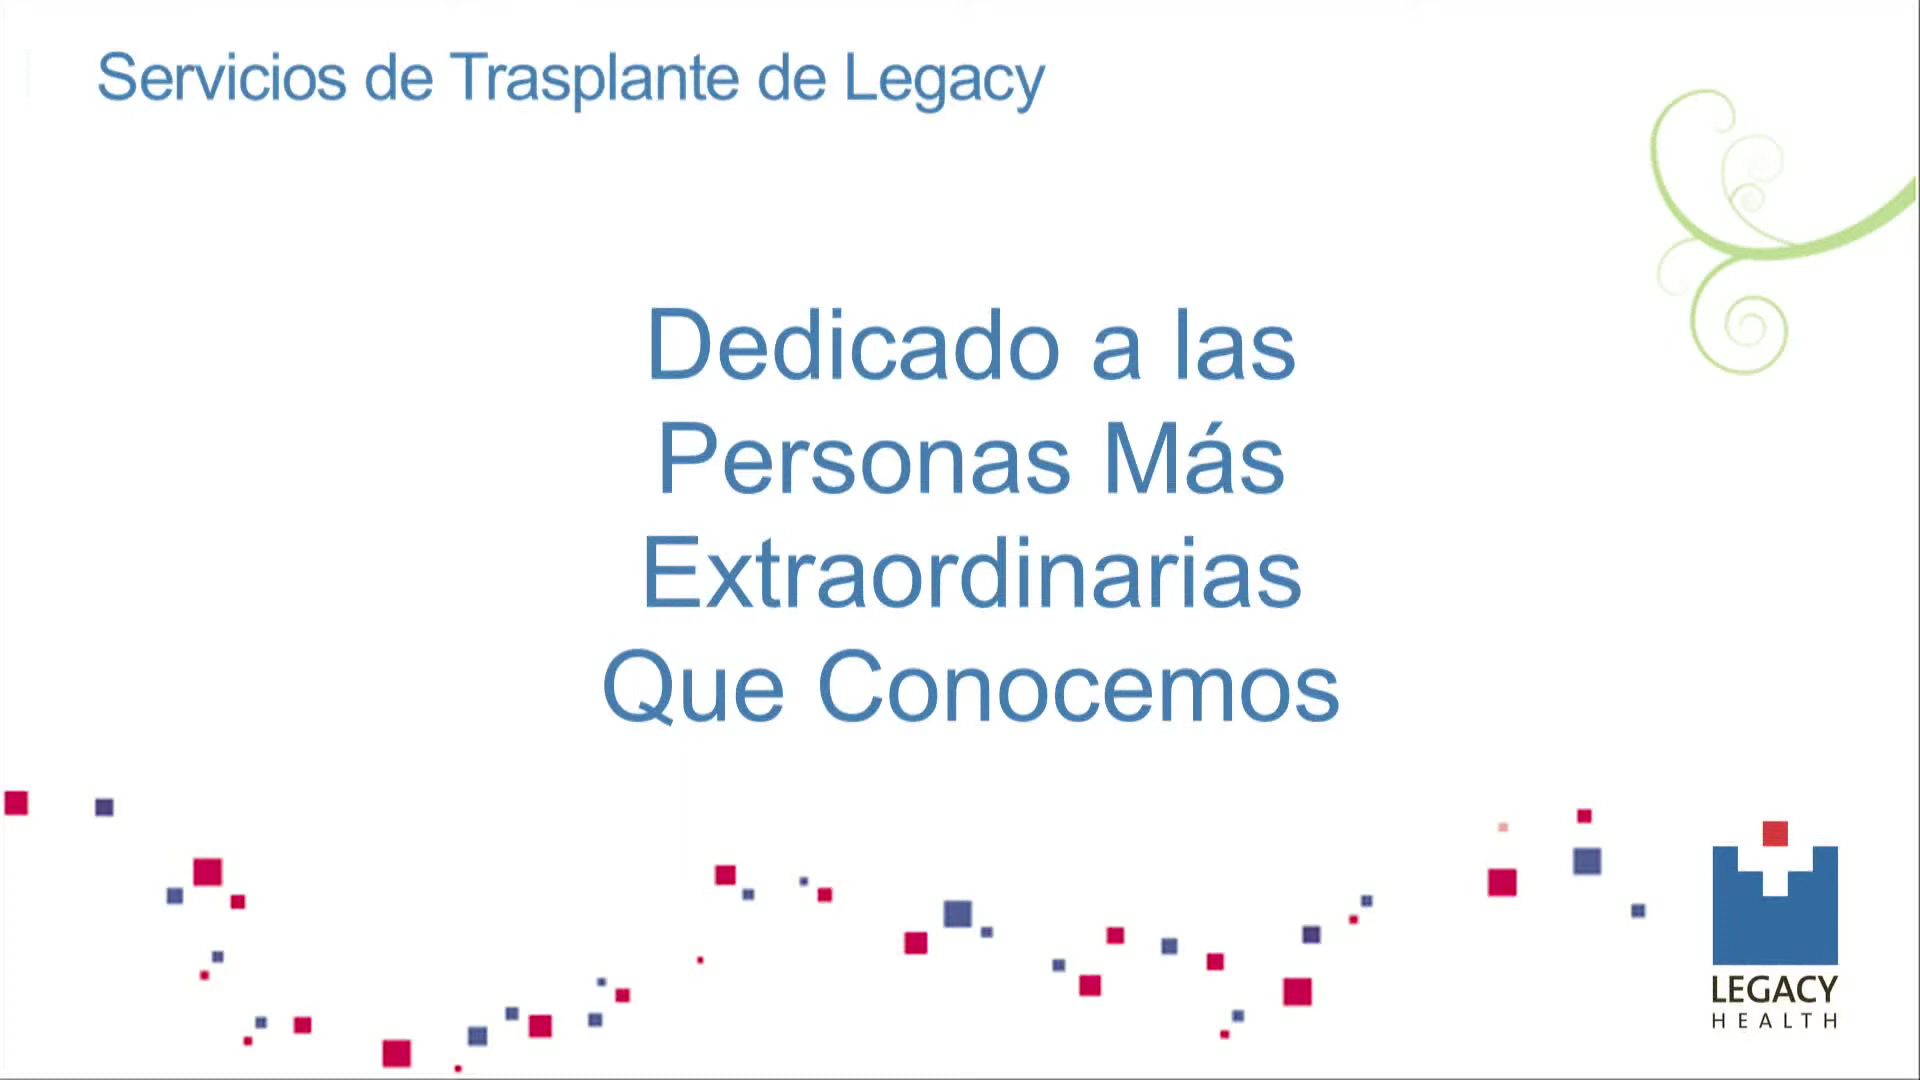 Servicios de Trasplante de Legacy
Dedicado a las
Personas Más
Extraordinarias
Que Conocemos
LEGACY
HEALTH